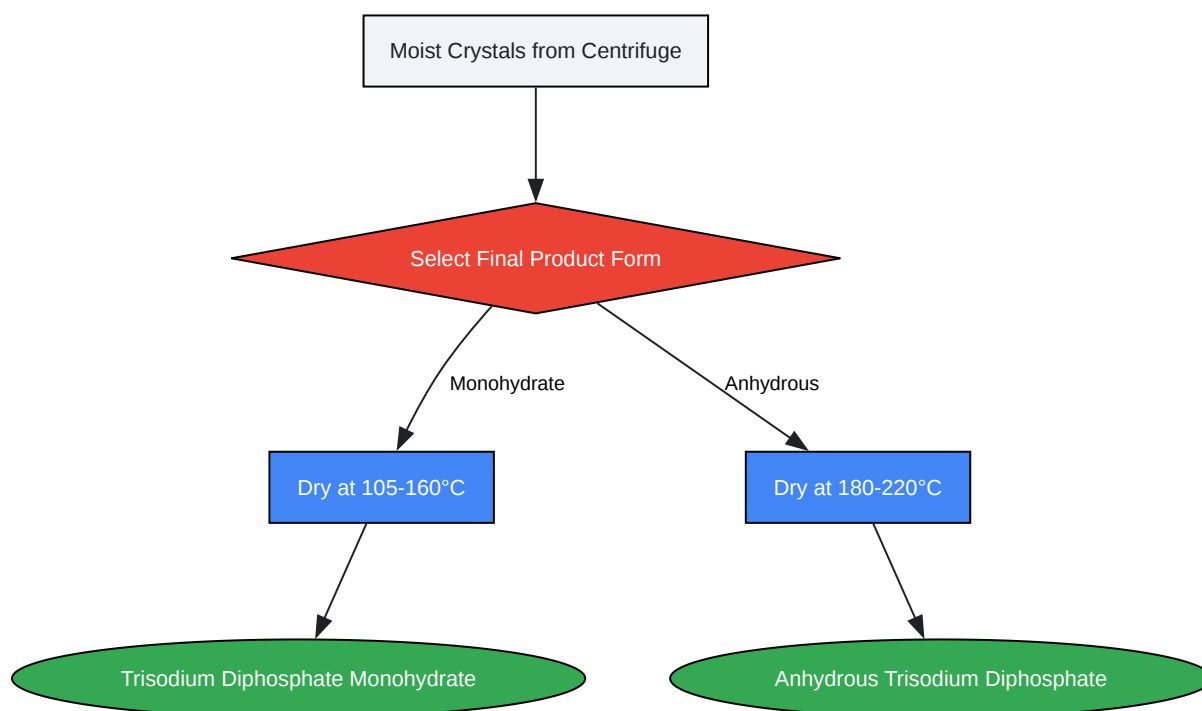 Moist Crystals from Centrifuge
Select Final Product Form
Monohydrate
Anhydrous
Dry at 105-160°C
Dry at 180-220°C
Trisodium Diphosphate Monohydrate
Anhydrous Trisodium Diphosphate